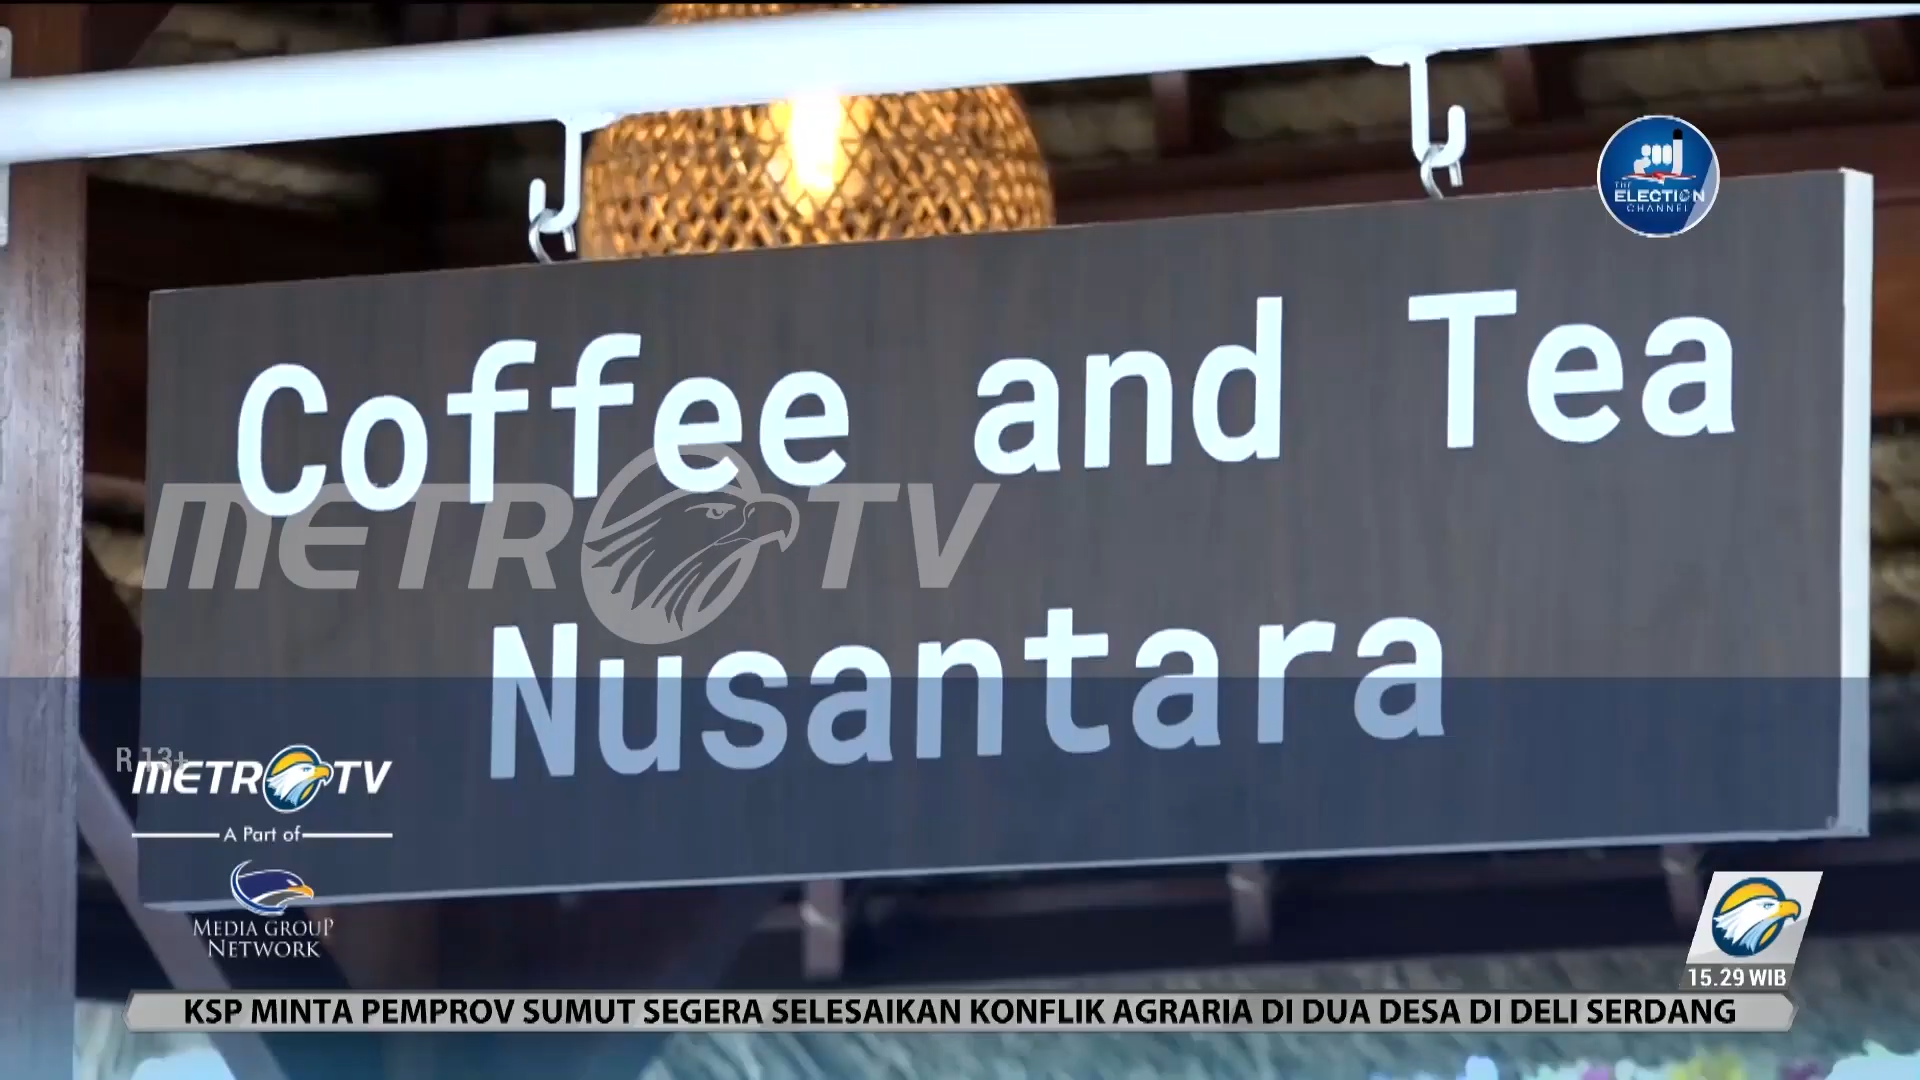 THE
ELECTION
CHANNEL
Coffee and Tea
METRO TV
Nusantara
R 13+
METRO TV
A Part of
MEDIA GROUP
NETWORK
15.29 WIB
KSP MINTA PEMPROV SUMUT SEGERA SELESAIKAN KONFLIK AGRARIA DI DUA DESA DI DELI SERDANG